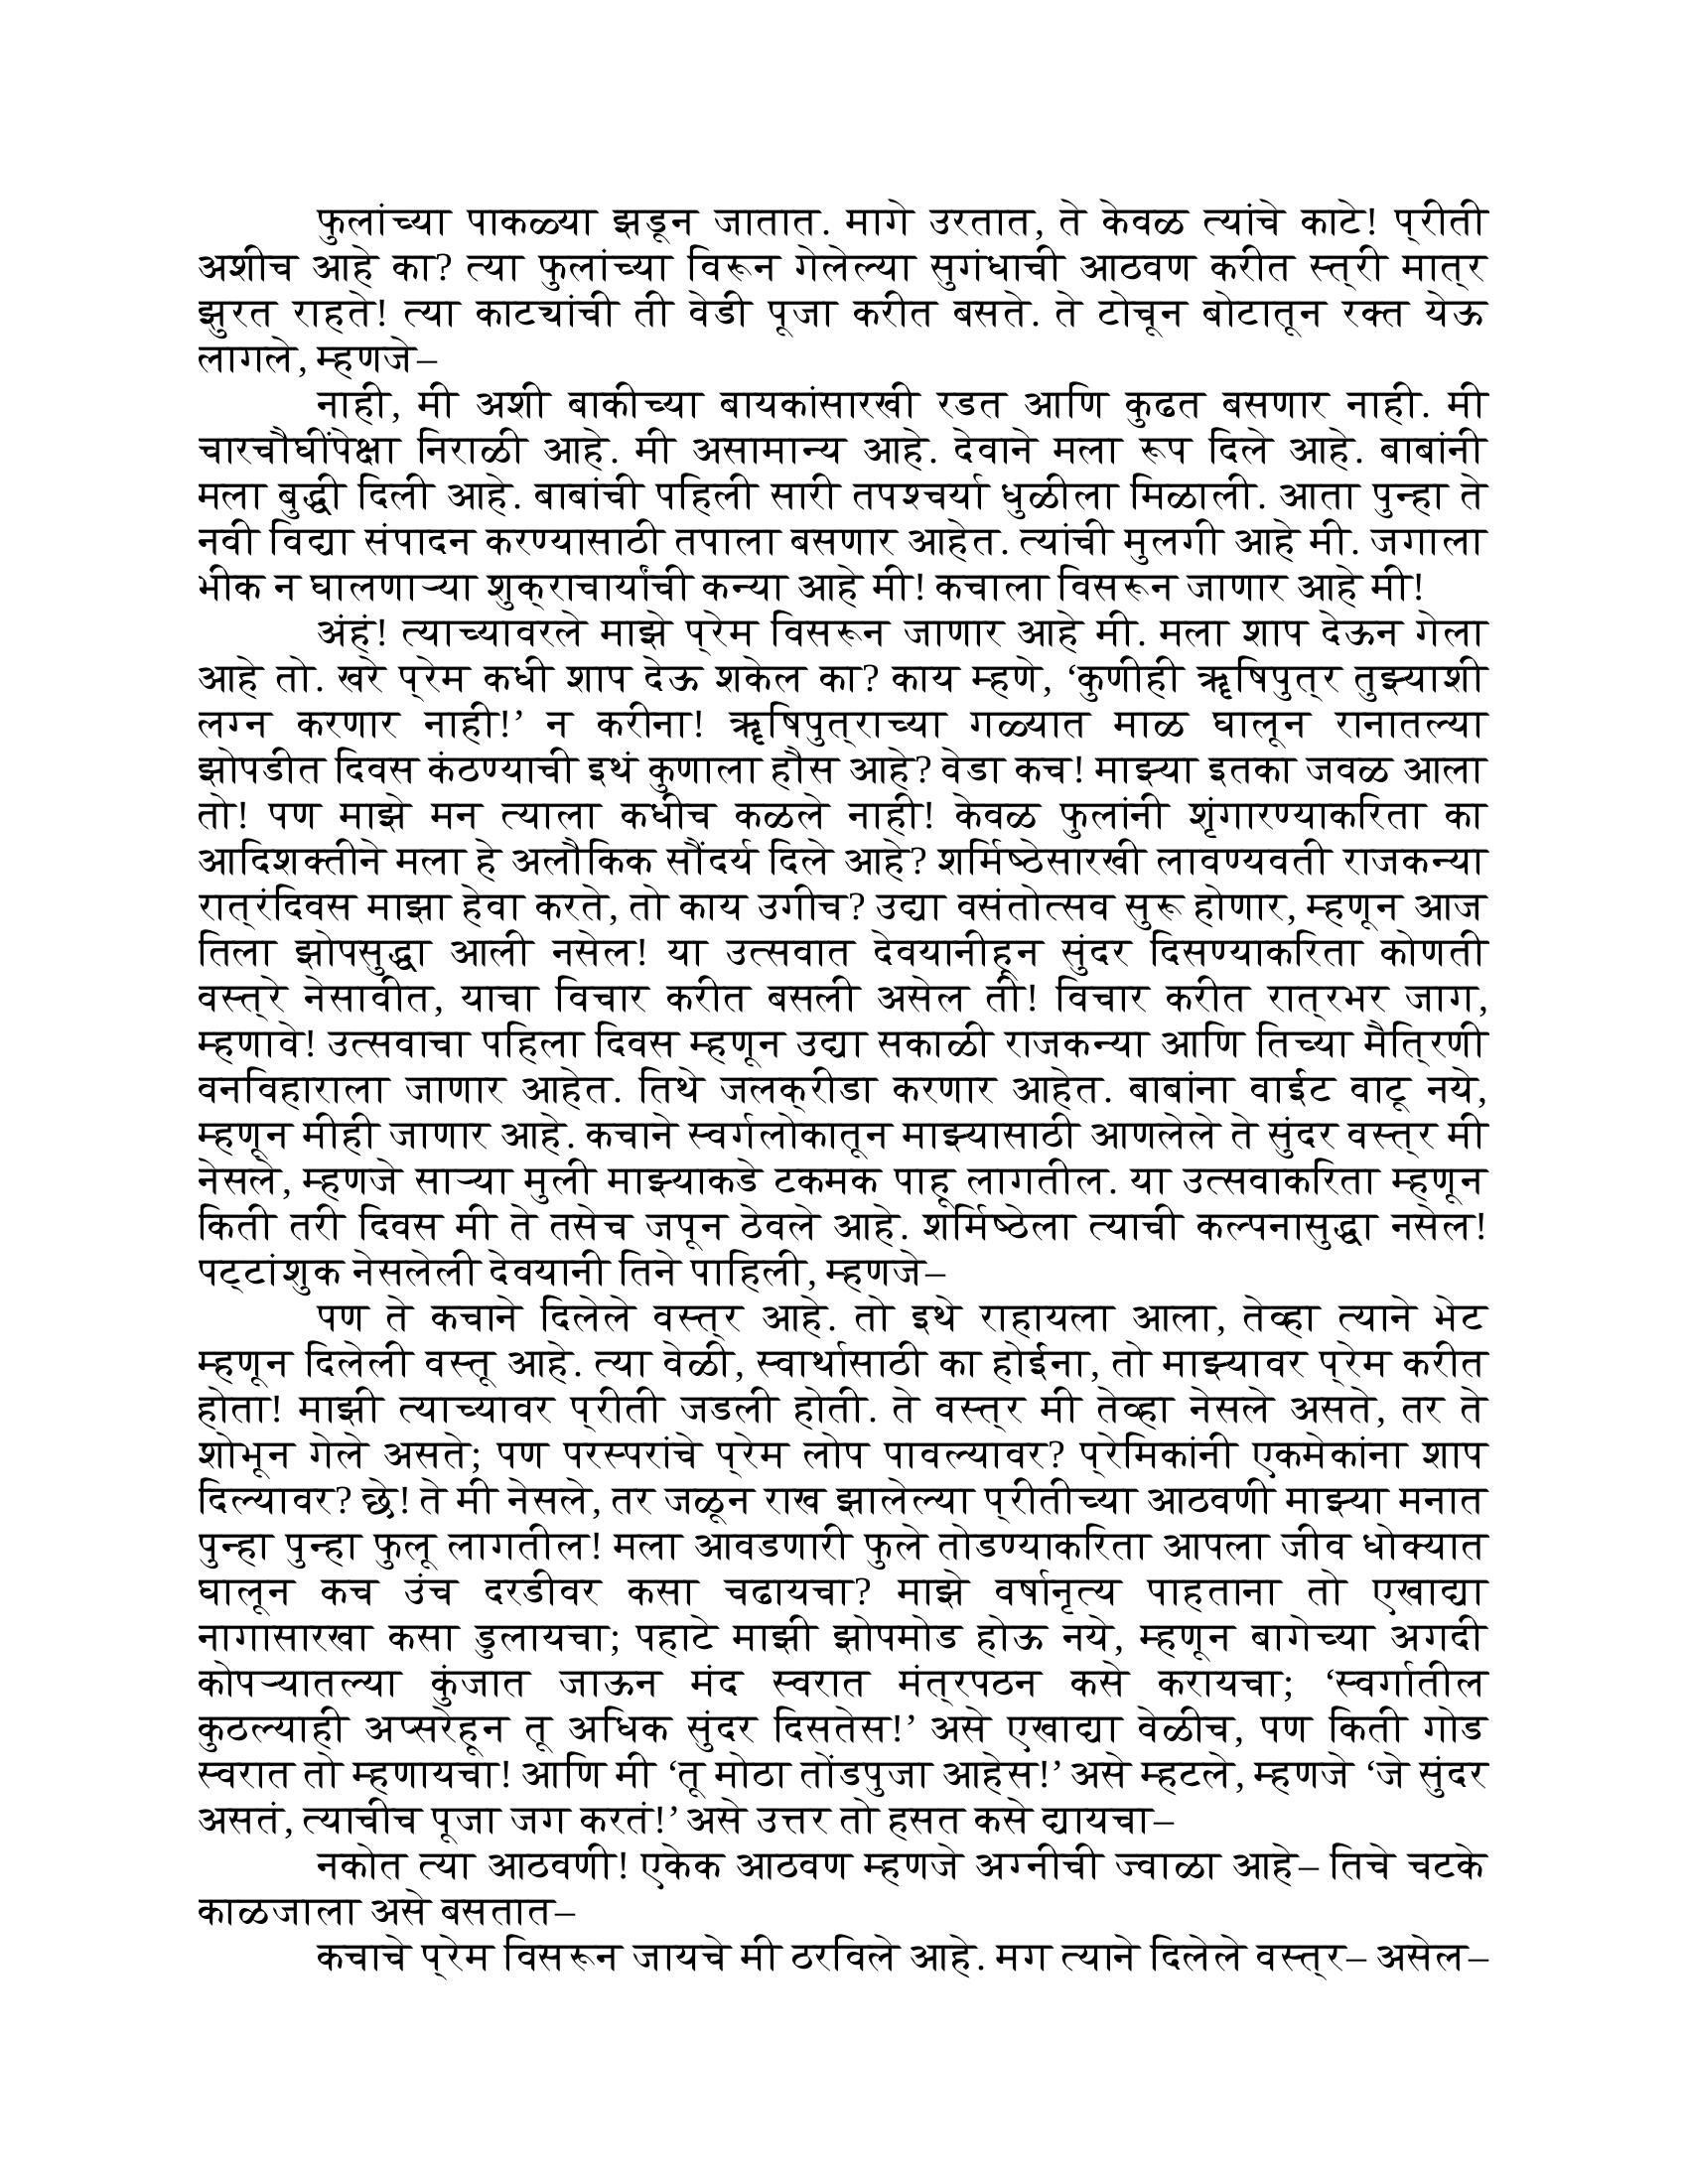 फुलांच्या पाकळ्या झडून जातात. मागे उरतात, ते केवळ त्यांचे काटे! प्रीती
अशीच आहे का? त्या फुलांच्या विरून गेलेल्या सुगंधाची आठवण करीत स्त्री मात्र
झुरत राहते! त्या काट्यांची ती वेडी पूजा करीत बसते. ते टोचून बोटातून रक्त येऊ
लागले, म्हणजे–
नाही, मी अशी बाकीच्या बायकांसारखी रडत आणि कुढत बसणार नाही. मी
चारचौघींपेक्षा निराळी आहे. मी असामान्य आहे. देवाने मला रूप दिले आहे. बाबांनी
मला बुद्धी दिली आहे. बाबांची पहिली सारी तपश्चर्या धुळीला मिळाली. आता पुन्हा ते
नवी विद्या संपादन करण्यासाठी तपाला बसणार आहेत. त्यांची मुलगी आहे मी. जगाला
भीक न घालणाऱ्या शुक्राचार्यांची कन्या आहे मी! कचाला विसरून जाणार आहे मी!
अंहं! त्याच्यावरले माझे प्रेम विसरून जाणार आहे मी. मला शाप देऊन गेला
आहे तो. खरे प्रेम कधी शाप देऊ शकेल का? काय म्हणे, ‘कुणीही ॠषिपुत्र तुझ्याशी
लग्न करणार नाही!’ न करीना! ॠषिपुत्राच्या गळ्यात माळ घालून रानातल्या
झोपडीत दिवस कंठण्याची इथं कुणाला हौस आहे? वेडा कच! माझ्या इतका जवळ आला
तो! पण माझे मन त्याला कधीच कळले नाही! केवळ फुलांनी शृंगारण्याकरिता का
आदिशक्तीने मला हे अलौकिक सौंदर्य दिले आहे? शर्मिष्ठेसारखी लावण्यवती राजकन्या
रात्रंदिवस माझा हेवा करते, तो काय उगीच? उद्या वसंतोत्सव सुरू होणार, म्हणून आज
तिला झोपसुद्धा आली नसेल! या उत्सवात देवयानीहून सुंदर दिसण्याकरिता कोणती
वस्त्रे नेसावीत, याचा विचार करीत बसली असेल ती! विचार करीत रात्रभर जाग,
म्हणावे! उत्सवाचा पहिला दिवस म्हणून उद्या सकाळी राजकन्या आणि तिच्या मैत्रिणी
वनविहाराला जाणार आहेत. तिथे जलक्रीडा करणार आहेत. बाबांना वाईट वाटू नये,
म्हणून मीही जाणार आहे. कचाने स्वर्गलोकातून माझ्यासाठी आणलेले ते सुंदर वस्त्र मी
नेसले, म्हणजे साऱ्या मुली माझ्याकडे टकमक पाहू लागतील. या उत्सवाकरिता म्हणून
किती तरी दिवस मी ते तसेच जपून ठेवले आहे. शर्मिष्ठेला त्याची कल्पनासुद्धा नसेल!
पट्टांशुक नेसलेली देवयानी तिने पाहिली, म्हणजे–
पण ते कचाने दिलेले वस्त्र आहे. तो इथे राहायला आला, तेव्हा त्याने भेट
म्हणून दिलेली वस्तू आहे. त्या वेळी, स्वार्थासाठी का होईना, तो माझ्यावर प्रेम करीत
होता! माझी त्याच्यावर प्रीती जडली होती. ते वस्त्र मी तेव्हा नेसले असते, तर ते
शोभून गेले असते; पण परस्परांचे प्रेम लोप पावल्यावर? प्रेमिकांनी एकमेकांना शाप
दिल्यावर? छे! ते मी नेसले, तर जळून राख झालेल्या प्रीतीच्या आठवणी माझ्या मनात
पुन्हा पुन्हा फुलू लागतील! मला आवडणारी फुले तोडण्याकरिता आपला जीव धोक्यात
घालून कच उंच दरडीवर कसा चढायचा? माझे वर्षानृत्य पाहताना तो एखाद्या
नागासारखा कसा डुलायचा; पहाटे माझी झोपमोड होऊ नये, म्हणून बागेच्या अगदी
कोपऱ्यातल्या कुंजात जाऊन मंद स्वरात मंत्रपठन कसे करायचा; ‘स्वर्गातील
कुठल्याही अप्सरेहून तू अधिक सुंदर दिसतेस!’ असे एखाद्या वेळीच, पण किती गोड
स्वरात तो म्हणायचा! आणि मी ‘तू मोठा तोंडपुजा आहेस!’ असे म्हटले, म्हणजे ‘जे सुंदर
असतं, त्याचीच पूजा जग करतं!’ असे उत्तर तो हसत कसे द्यायचा–
नकोत त्या आठवणी! एकेक आठवण म्हणजे अग्नीची ज्वाळा आहे– तिचे चटके
काळजाला असे बसतात–
कचाचे प्रेम विसरून जायचे मी ठरविले आहे. मग त्याने दिलेले वस्त्र– असेल–